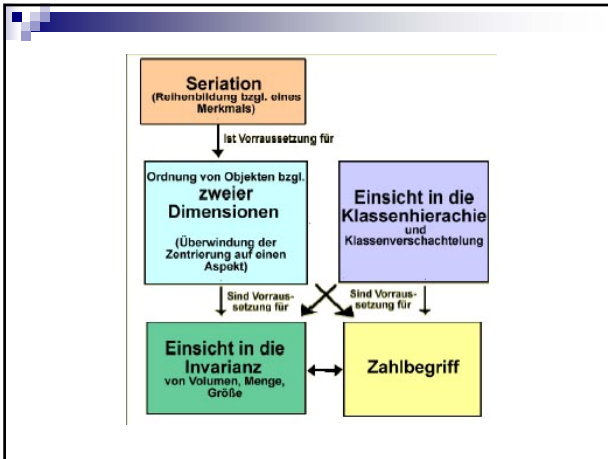 Seriation
(Reihenbildung bzgl. eines
Merkmals)
Ist Vorraussetzung für
Ordnung von Objekten bzgl.
zweier
Dimensionen
(Überwindung der
Zentrierung auf einen
Aspekt)
Einsicht in die
Klassenhierachie
und
Klassenverschachtelung
Sind Vorraus-
setzung für
Sind Vorraus-
setzung für
Einsicht in die
Invarianz
von Volumen, Menge,
Größe
Zahlbegriff